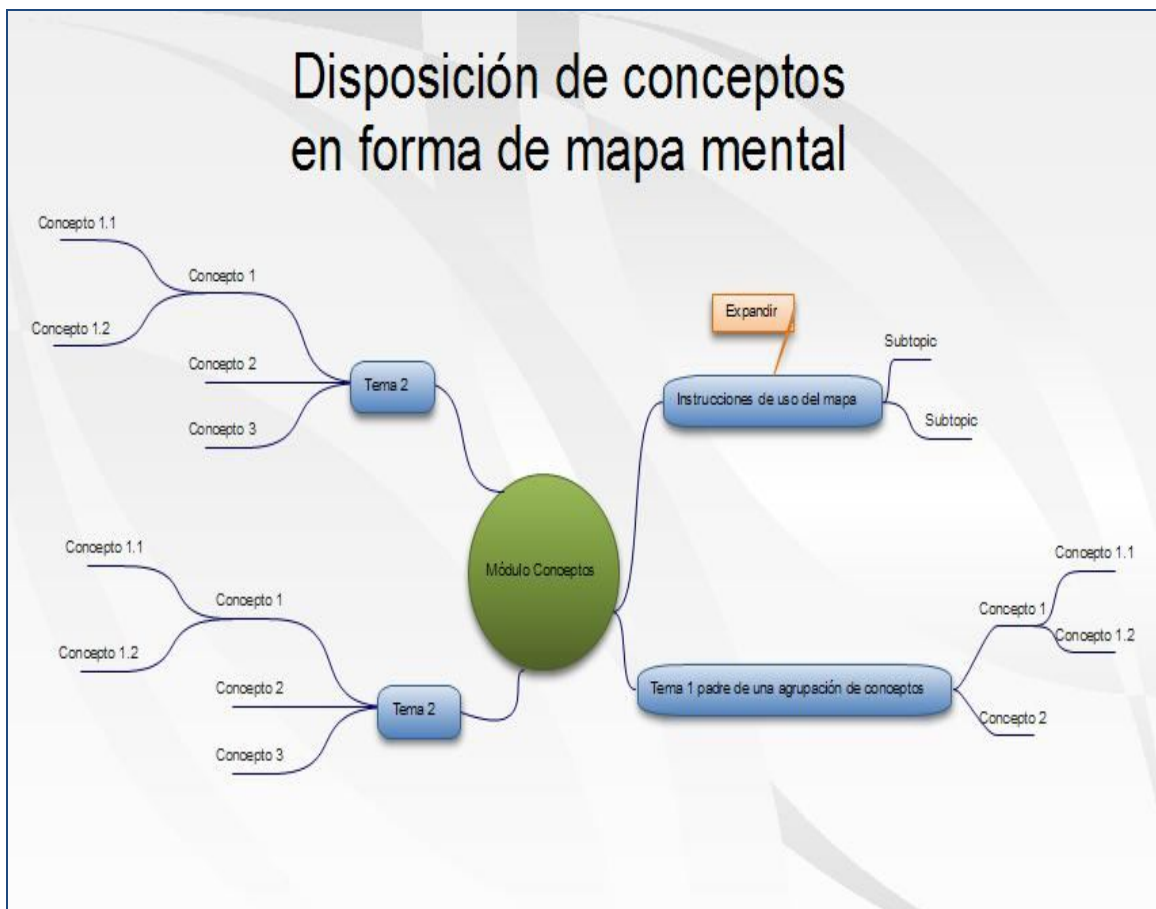 Disposición de conceptos
en forma de mapa mental
Concepto 1.1
Concepto 1
Concepto 1.2
Concepto 2
Concepto 3
Tema 2
Expandir
Instrucciones de uso del mapa
Subtopic
Subtopic
Módulo Conceptos
Concepto 1.1
Concepto 1
Concepto 1.2
Concepto 2
Concepto 3
Tema 2
Tema 1 padre de una agrupación de conceptos
Concepto 1.1
Concepto 1
Concepto 1.2
Concepto 2